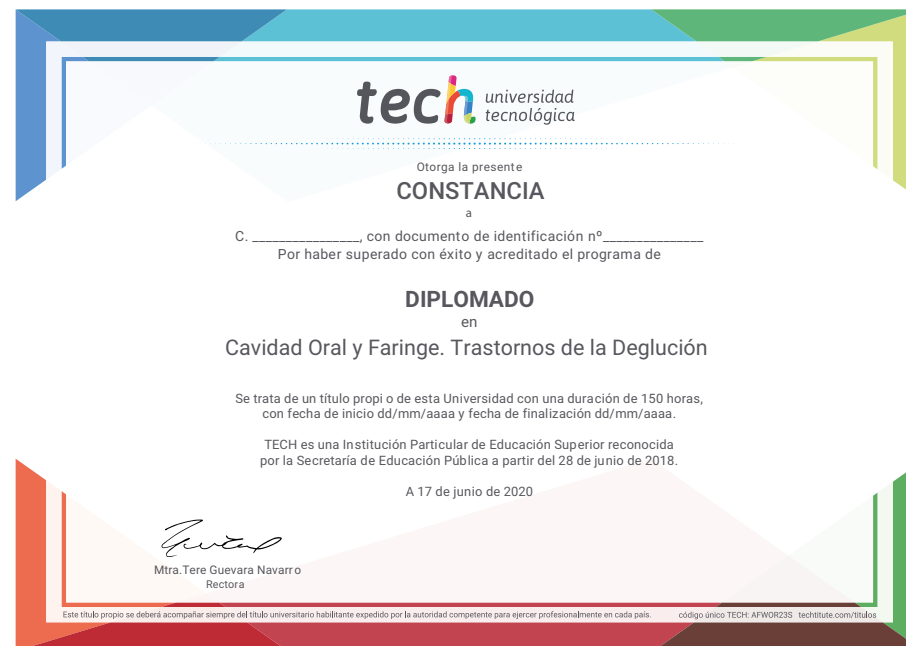 tech universidad
tecnológica
Otorga la presente
CONSTANCIA
a
C. ________________, con documento de identificación nº_______________
Por haber superado con éxito y acreditado el programa de
DIPLOMADO
en
Cavidad Oral y Faringe. Trastornos de la Deglución
Se trata de un título propi o de esta Universidad con una duración de 150 horas,
con fecha de inicio dd/mm/aaaa y fecha de finalización dd/mm/aaaa.
TECH es una Institución Particular de Educación Superior reconocida
por la Secretaría de Educación Pública a partir del 28 de junio de 2018.
A 17 de junio de 2020
Mtra.Tere Guevara Navarro
Rectora
Este título propio se deberá acompañar siempre del título universitario habilitante expedido por la autoridad competente para ejercer profesionalmente en cada país. código único TECH: AFWOR23S techtitute.com/titulos